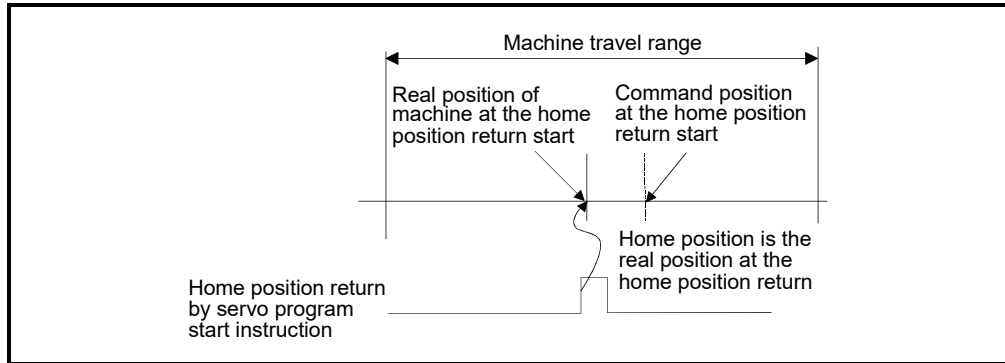 Machine travel range
Real position of
machine at the home
position return start
Command position
at the home position
return start
Home position is the
real position at the
home position return
Home position return
by servo program
start instruction